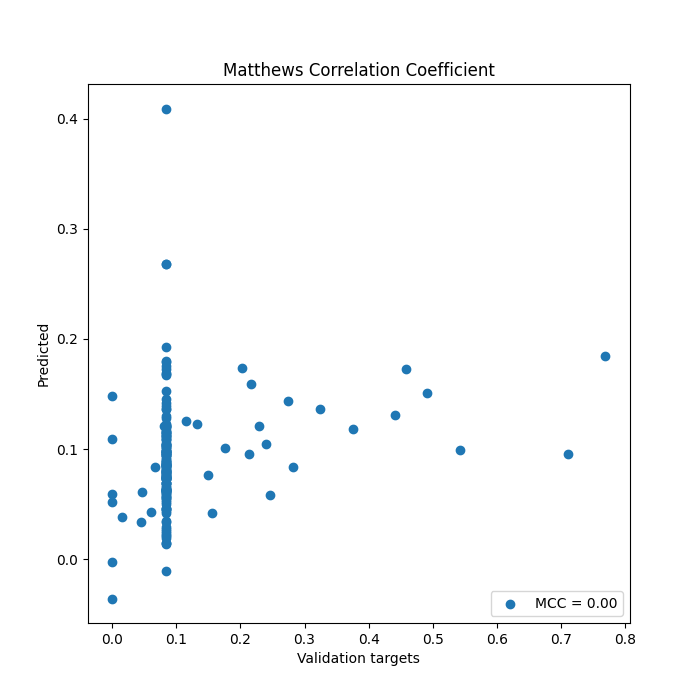 Matthews Correlation Coefficient
0.4
0.3
0.2
0.1
0.0
Predicted
MCC = 0.00
0.0 0.1 0.2 0.3 0.4 0.5 0.6 0.7 0.8
Validation targets